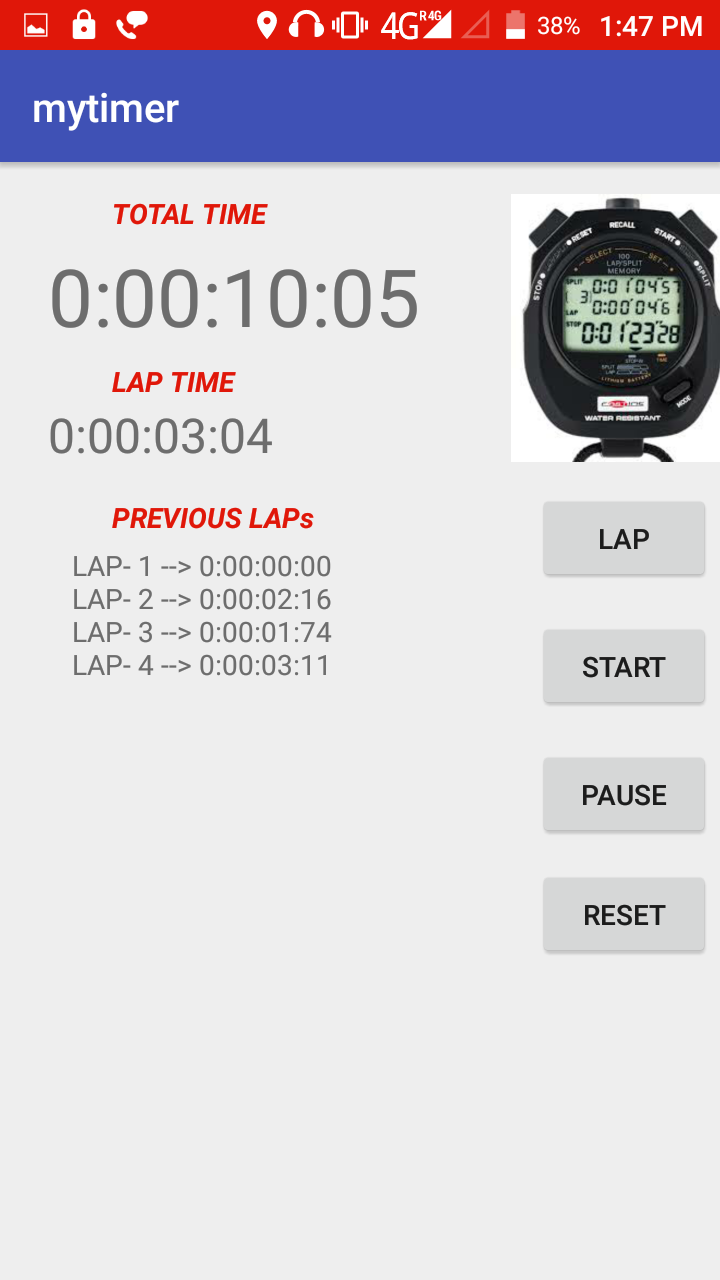 4G R4G 38% 1:47 PM
mytimer
TOTAL TIME
0:00:10:05
LAP TIME
0:00:03:04
PREVIOUS LAPs
LAP- 1 --> 0:00:00:00
LAP- 2 --> 0:00:02:16
LAP- 3 --> 0:00:01:74
LAP- 4 --> 0:00:03:11
RESET RECALL START
SELECT SET
100
LAP/SPLIT
MEMORY
STOP SPLIT
SPLIT 0:01'04"57
3 LAP 0:00'04"61
STOP 0:01'23"28
LITHIUM BATTERY
MODE
WATER RESISTANT
LAP
START
PAUSE
RESET